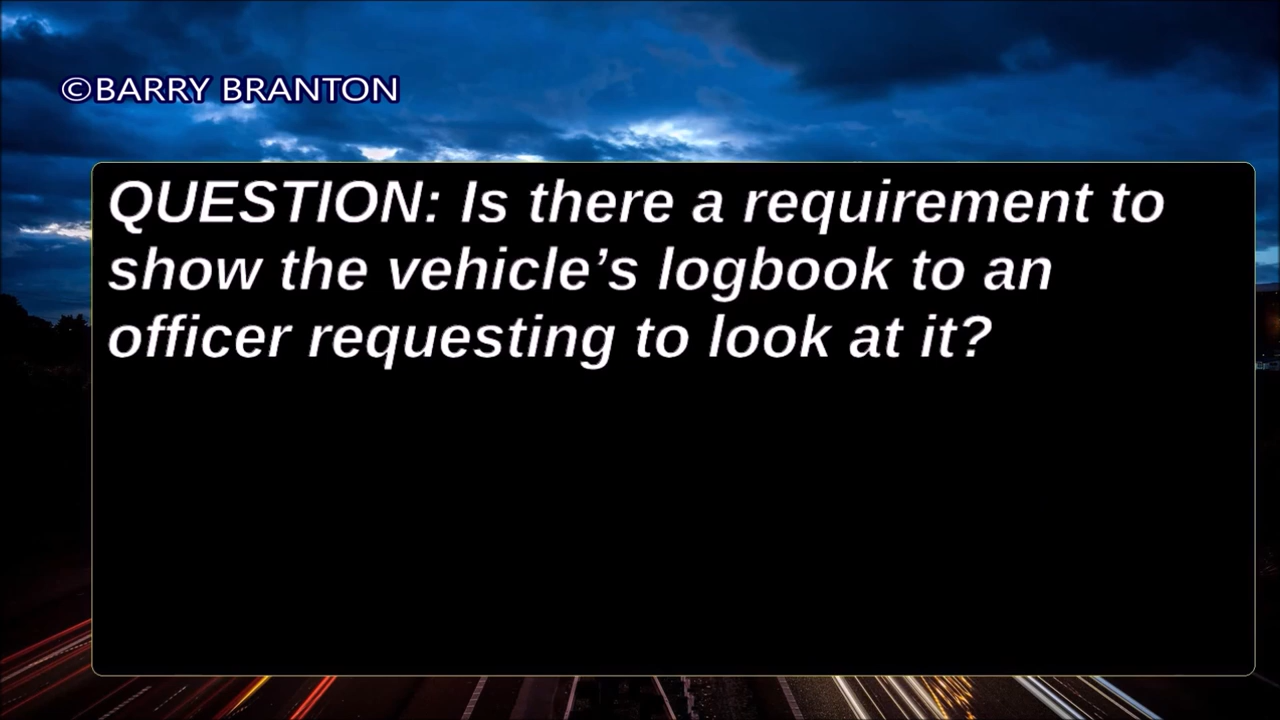 ©BARRY BRANTON
QUESTION: Is there a requirement to
show the vehicle’s logbook to an
officer requesting to look at it?